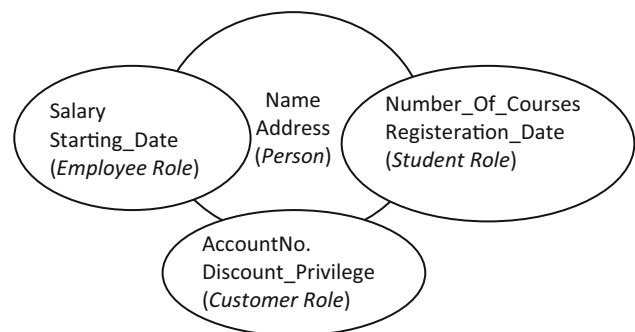 Salary
Starting_Date
(Employee Role)
Name
Address
(Person)
Number_Of_Courses
Registeration_Date
(Student Role)
AccountNo.
Discount_Privilege
(Customer Role)